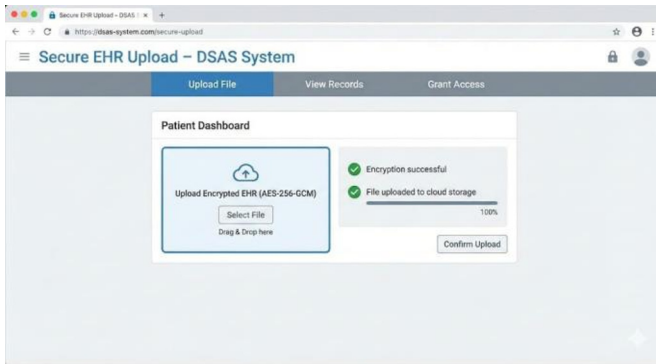 Secure EHR Upload – DSAS
https://dsas-system.com/secure-upload
Secure EHR Upload – DSAS System
Upload File View Records Grant Access
Patient Dashboard
Upload Encrypted EHR (AES-256-GCM)
Select File
Drag & Drop here
Encryption successful
File uploaded to cloud storage
100%
Confirm Upload